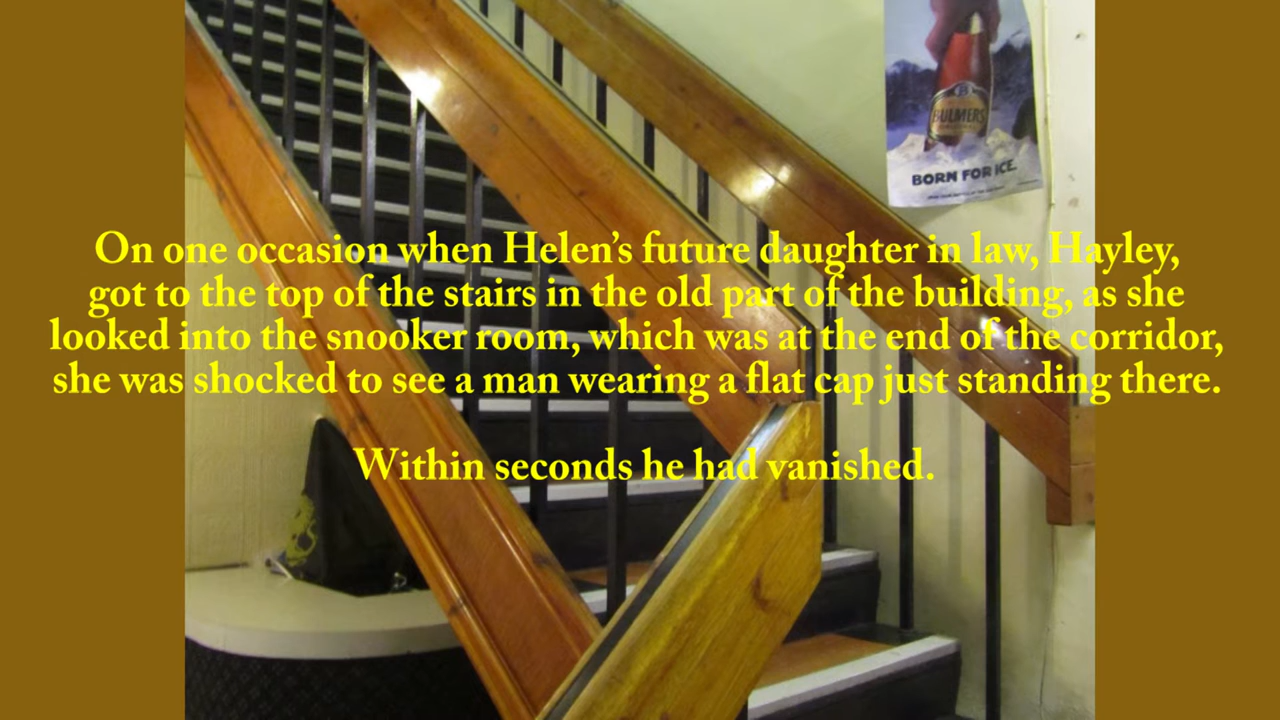 BULMERS
BORN FOR ICE
On one occasion when Helen’s future daughter in law, Hayley,
got to the top of the stairs in the old part of the building, as she
looked into the snooker room, which was at the end of the corridor,
she was shocked to see a man wearing a flat cap just standing there.
Within seconds he had vanished.